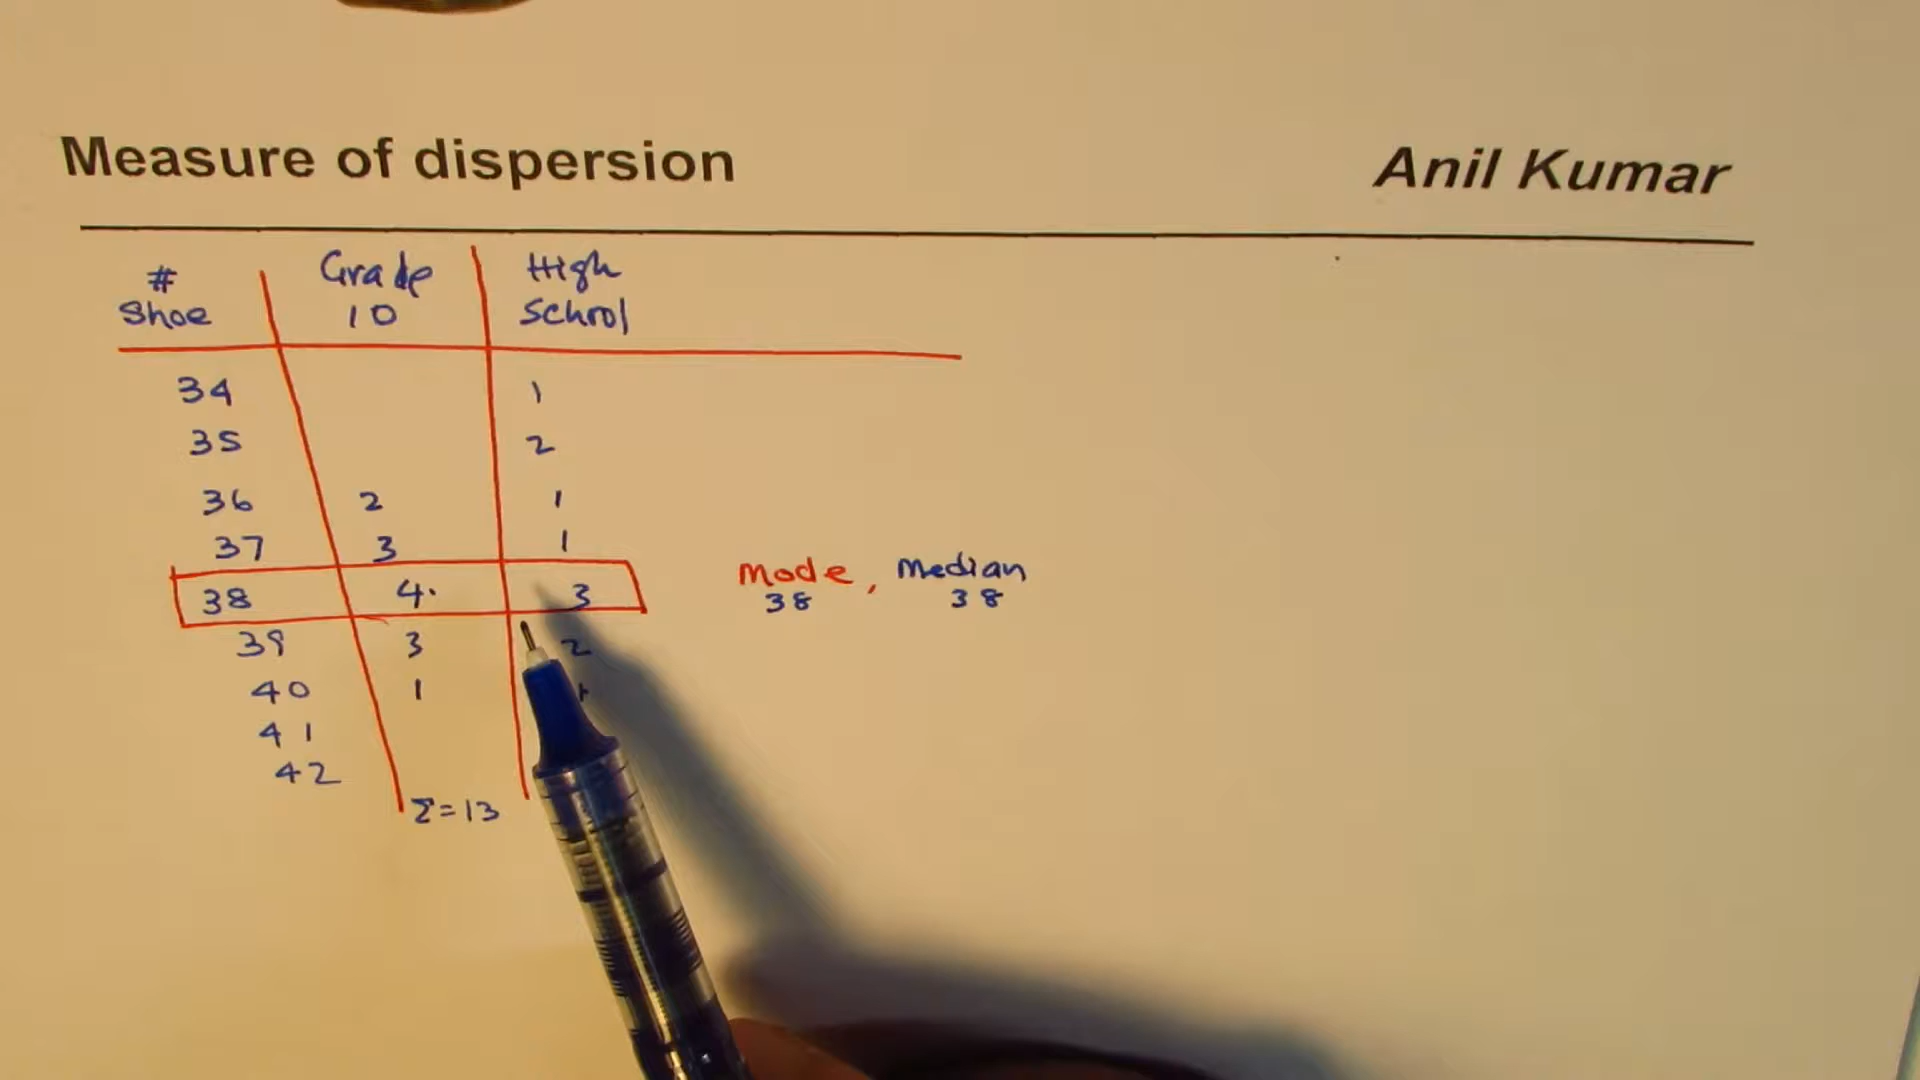 Measure of dispersion Anil Kumar
# Shoe Grade 10 High School
34 1
35 2
36 2 1
37 3 1
38 4. 3 Mode, Median
38 38
39 3 2
40 1
41
42
Σ=13